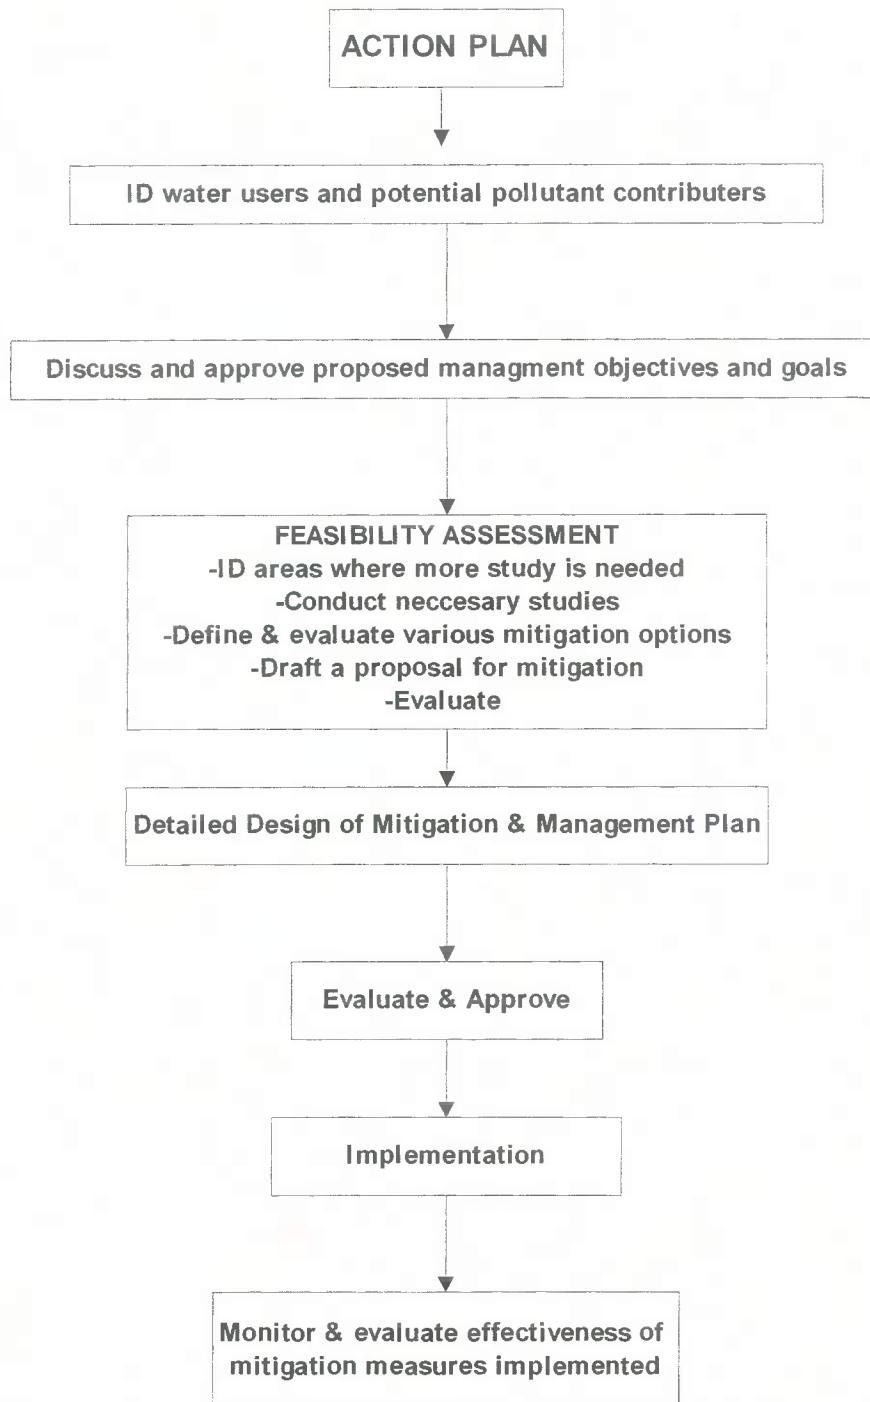 ACTION PLAN
ID water users and potential pollutant contributers
Discuss and approve proposed managment objectives and goals
FEASIBILITY ASSESSMENT
-ID areas where more study is needed
-Conduct neccesary studies
-Define & evaluate various mitigation options
-Draft a proposal for mitigation
-Evaluate
Detailed Design of Mitigation & Management Plan
Evaluate & Approve
Implementation
Monitor & evaluate effectiveness of
mitigation measures implemented